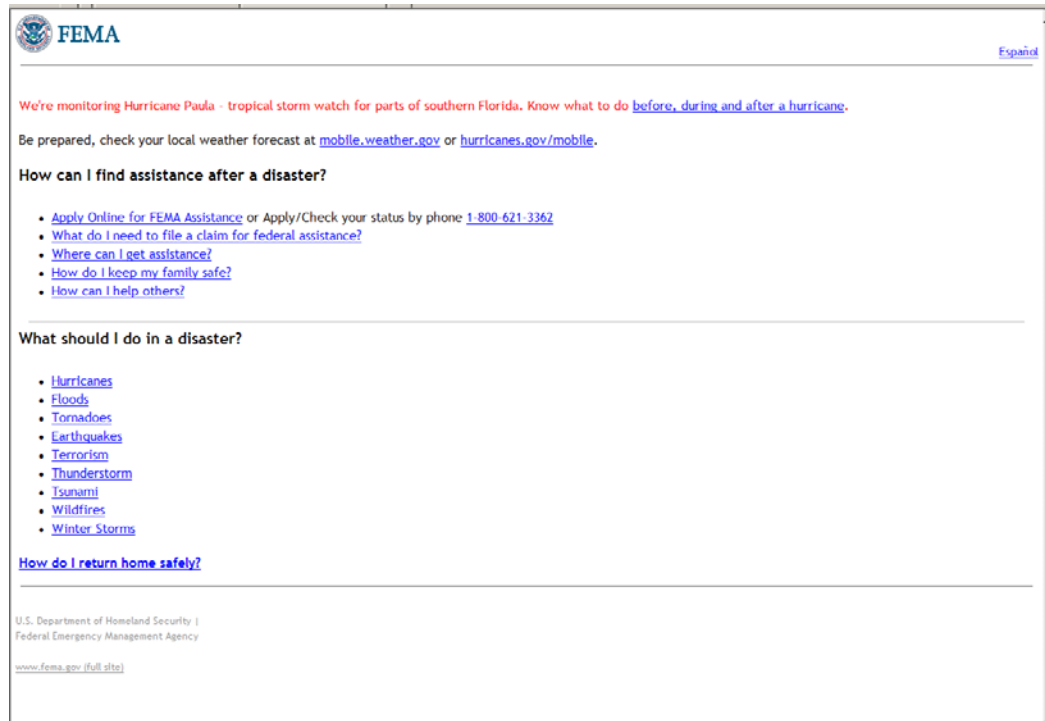 FEMA
Español
We're monitoring Hurricane Paula - tropical storm watch for parts of southern Florida. Know what to do before, during and after a hurricane.
Be prepared, check your local weather forecast at mobile.weather.gov or hurricanes.gov/mobile.
How can I find assistance after a disaster?
• Apply Online for FEMA Assistance or Apply/Check your status by phone 1-800-621-3362
• What do I need to file a claim for federal assistance?
• Where can I get assistance?
• How do I keep my family safe?
• How can I help others?
What should I do in a disaster?
• Hurricanes
• Floods
• Tornadoes
• Earthquakes
• Terrorism
• Thunderstorm
• Tsunami
• Wildfires
• Winter Storms
How do I return home safely?
U.S. Department of Homeland Security |
Federal Emergency Management Agency
www.fema.gov (full site)